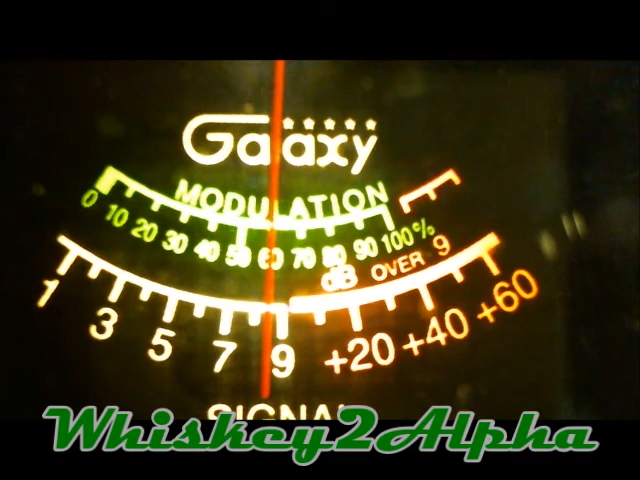 Galaxy
MODULATION
0 10 20 30 40 50 60 70 80 90 100%
dB OVER 9
1 3 5 7 9 +20 +40 +60
SIGNAL
Whiskey2Alpha